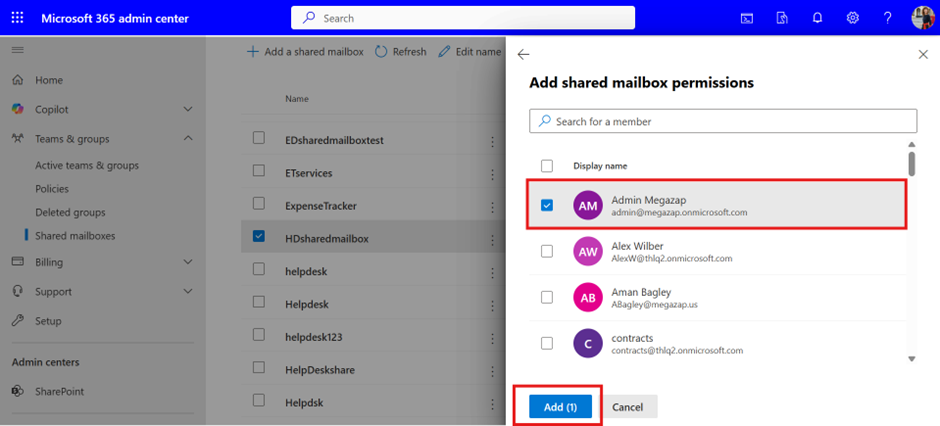 Microsoft 365 admin center
Search
Add a shared mailbox
Refresh
Edit name
Home
Copilot
Teams & groups
Active teams & groups
Policies
Deleted groups
Shared mailboxes
Billing
Support
Setup
Admin centers
SharePoint
Name
EDsharedmailboxtest
ETservices
ExpenseTracker
HDsharedmailbox
helpdesk
Helpdesk
helpdesk123
HelpDeskshare
Helpdsk
Add shared mailbox permissions
Search for a member
Display name
AM
Admin Megazap
admin@megazap.onmicrosoft.com
AW
Alex Wilber
AlexW@thlq2.onmicrosoft.com
AB
Aman Bagley
ABagley@megazap.us
C
contracts
contracts@thlq2.onmicrosoft.com
Add (1)
Cancel